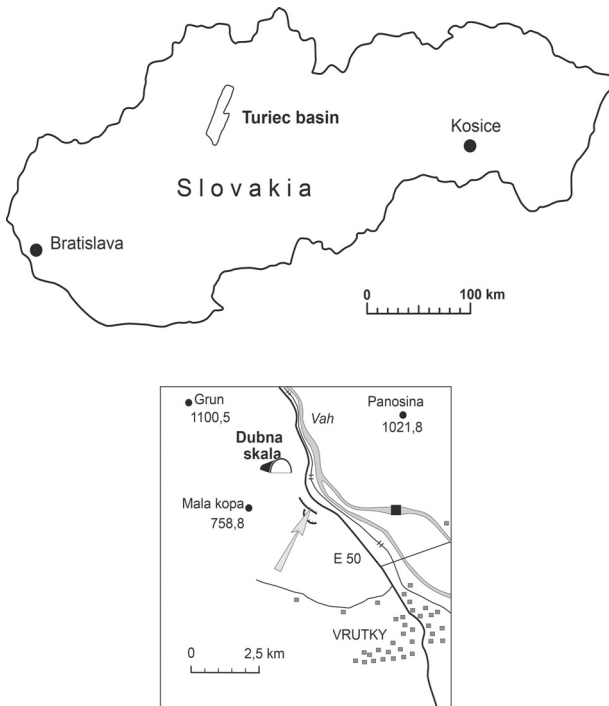 Turiec basin
Kosice
Slovakia
Bratislava
0 100 km
Grun
1100,5
Vah
Panosina
1021,8
Dubna
skala
Mala kopa
758,8
E 50
VRUTKY
0 2,5 km